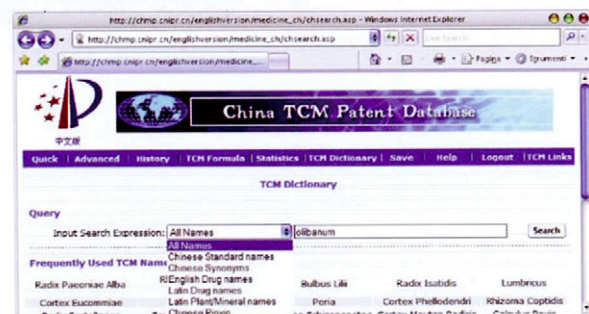 http://chmp.cnipr.cn/englishversion/medicine_ch/chsearch.asp - Windows Internet Explorer
http://chmp.cnipr.cn/englishversion/medicine_ch/chsearch.asp
Live Search
http://chmp.cnipr.cn/englishversion/medicine_...
Pagina
Strumenti
China TCM Patent Database
中文版
Quick | Advanced | History | TCM Formula | Statistics | TCM Dictionary | Save | Help | Logout | TCM Links
TCM Dictionary
Query
Input Search Expression: All Names olibanum Search
All Names
Chinese Standard names
Frequently Used TCM Name
Chinese Synonyms
English Drug names
Radix Paeoniae Alba
Bulbus Lilii
Radix Isatidis
Lumbricus
Latin Drug names
Cortex Eucommiae
Latin Plant/Mineral names
Poria
Cortex Phellodendri
Rhizoma Coptidis
Chinese Pinyin